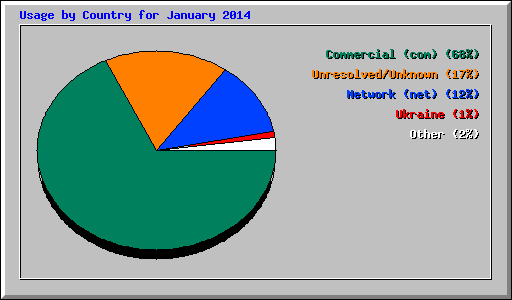 Usage by Country for January 2014
Commercial (com) (68%)
Unresolved/Unknown (17%)
Network (net) (12%)
Ukraine (1%)
Other (2%)